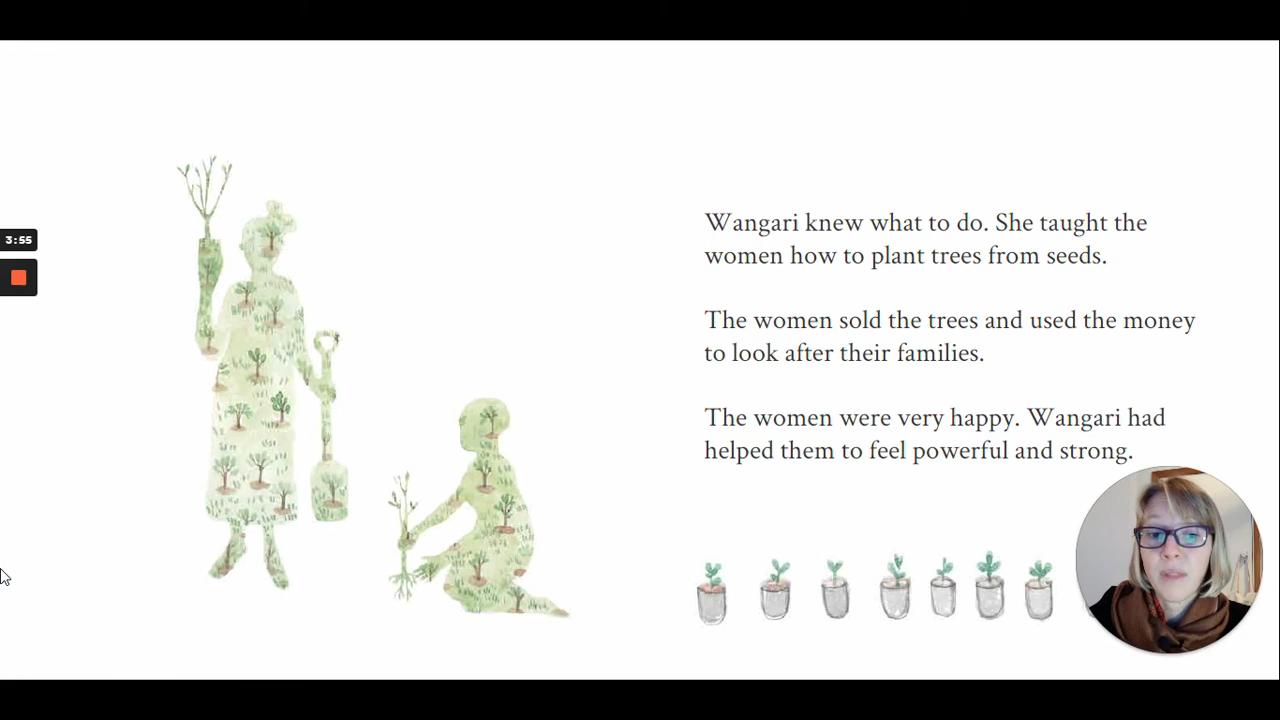 3:55
Wangari knew what to do. She taught the
women how to plant trees from seeds.
The women sold the trees and used the money
to look after their families.
The women were very happy. Wangari had
helped them to feel powerful and strong.